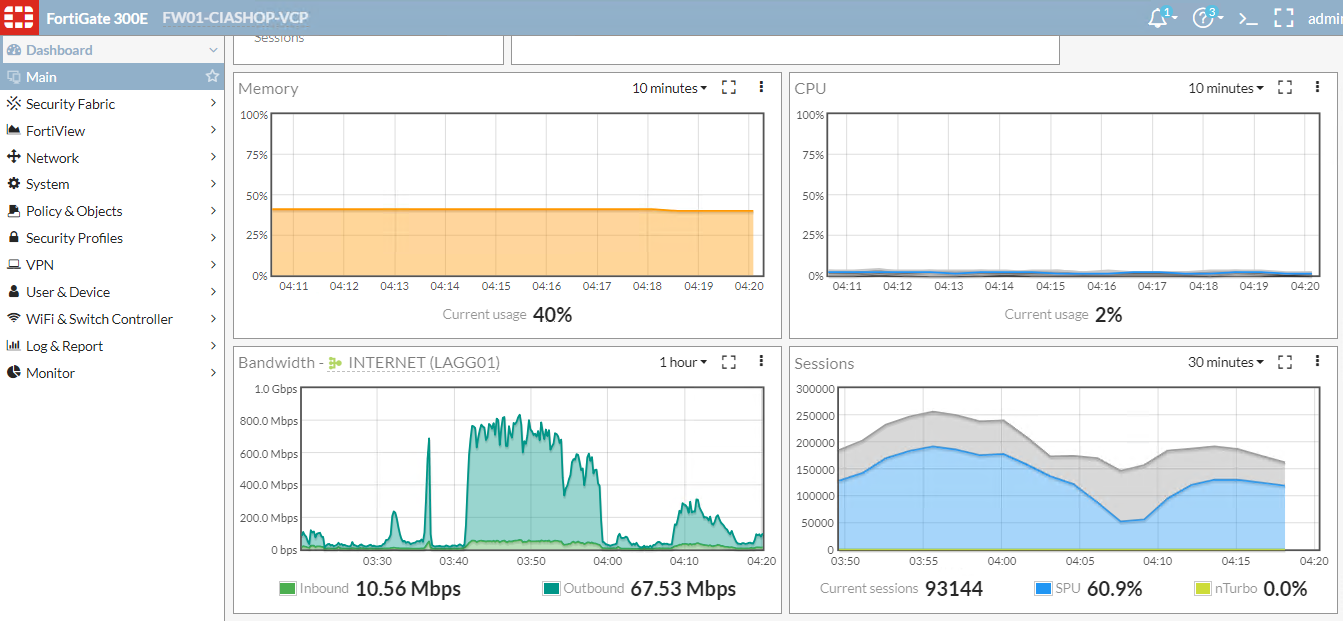 FortiGate 300E FW01-CIASHOP-VCP 1 3 admin
Dashboard
Main
Security Fabric
FortiView
Network
System
Policy & Objects
Security Profiles
VPN
User & Device
WiFi & Switch Controller
Log & Report
Monitor
Sessions
Memory 10 minutes
100%
75%
50%
25%
0%
04:11 04:12 04:13 04:14 04:15 04:16 04:17 04:18 04:19 04:20
Current usage 40%
CPU 10 minutes
100%
75%
50%
25%
0%
04:11 04:12 04:13 04:14 04:15 04:16 04:17 04:18 04:19 04:20
Current usage 2%
Bandwidth - INTERNET (LAGG01) 1 hour
1.0 Gbps
800.0 Mbps
600.0 Mbps
400.0 Mbps
200.0 Mbps
0 bps
03:30 03:40 03:50 04:00 04:10 04:20
Inbound 10.56 Mbps Outbound 67.53 Mbps
Sessions 30 minutes
300000
250000
200000
150000
100000
50000
0
03:50 03:55 04:00 04:05 04:10 04:15 04:20
Current sessions 93144 SPU 60.9% nTurbo 0.0%